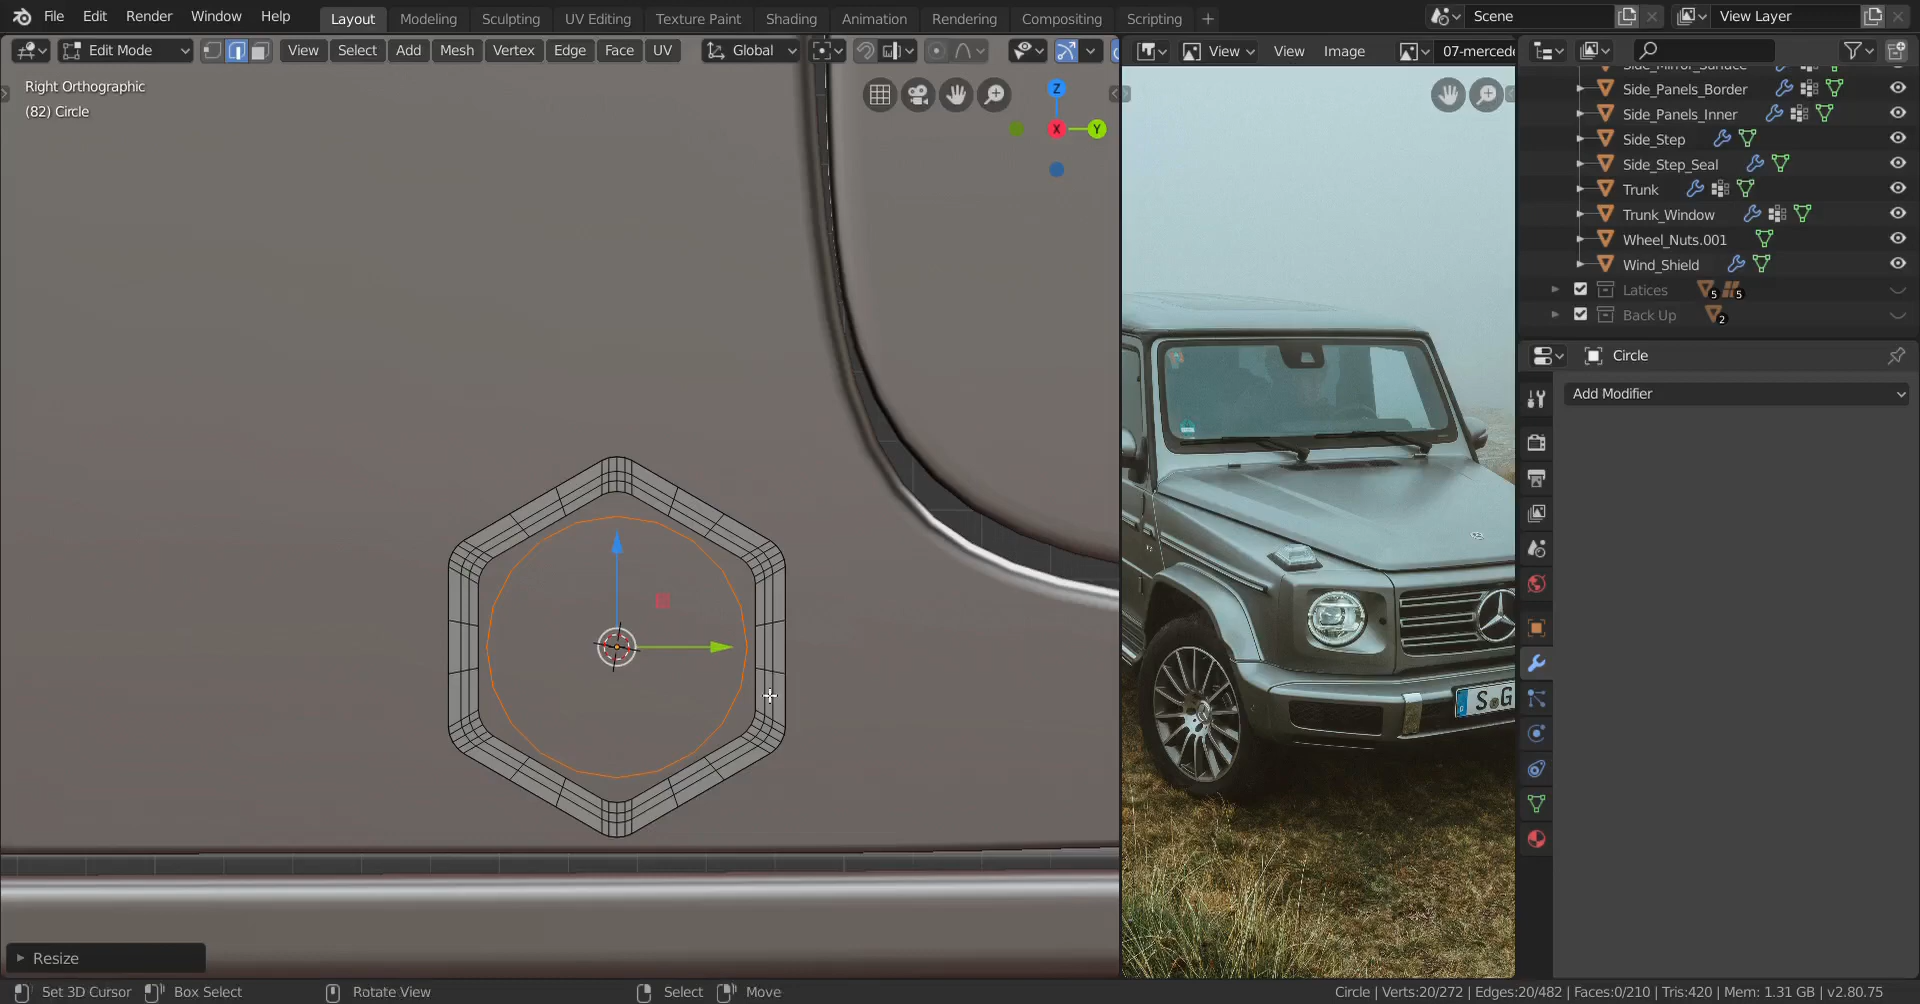 File Edit Render Window Help Layout Modeling Sculpting UV Editing Texture Paint Shading Animation Rendering Compositing Scripting + Scene View Layer
Edit Mode View Select Add Mesh Vertex Edge Face UV Global View View Image 07-mercede
Right Orthographic
(82) Circle
Z
X Y
Side_Panels_Border
Side_Panels_Inner
Side_Step
Side_Step_Seal
Trunk
Trunk_Window
Wheel_Nuts.001
Wind_Shield
Latices 5 5
Back Up 2
Circle
Add Modifier
S G
Resize
Set 3D Cursor Box Select Rotate View Select Move Circle | Verts:20/272 | Edges:20/482 | Faces:0/210 | Tris:420 | Mem: 1.31 GB | v2.80.75